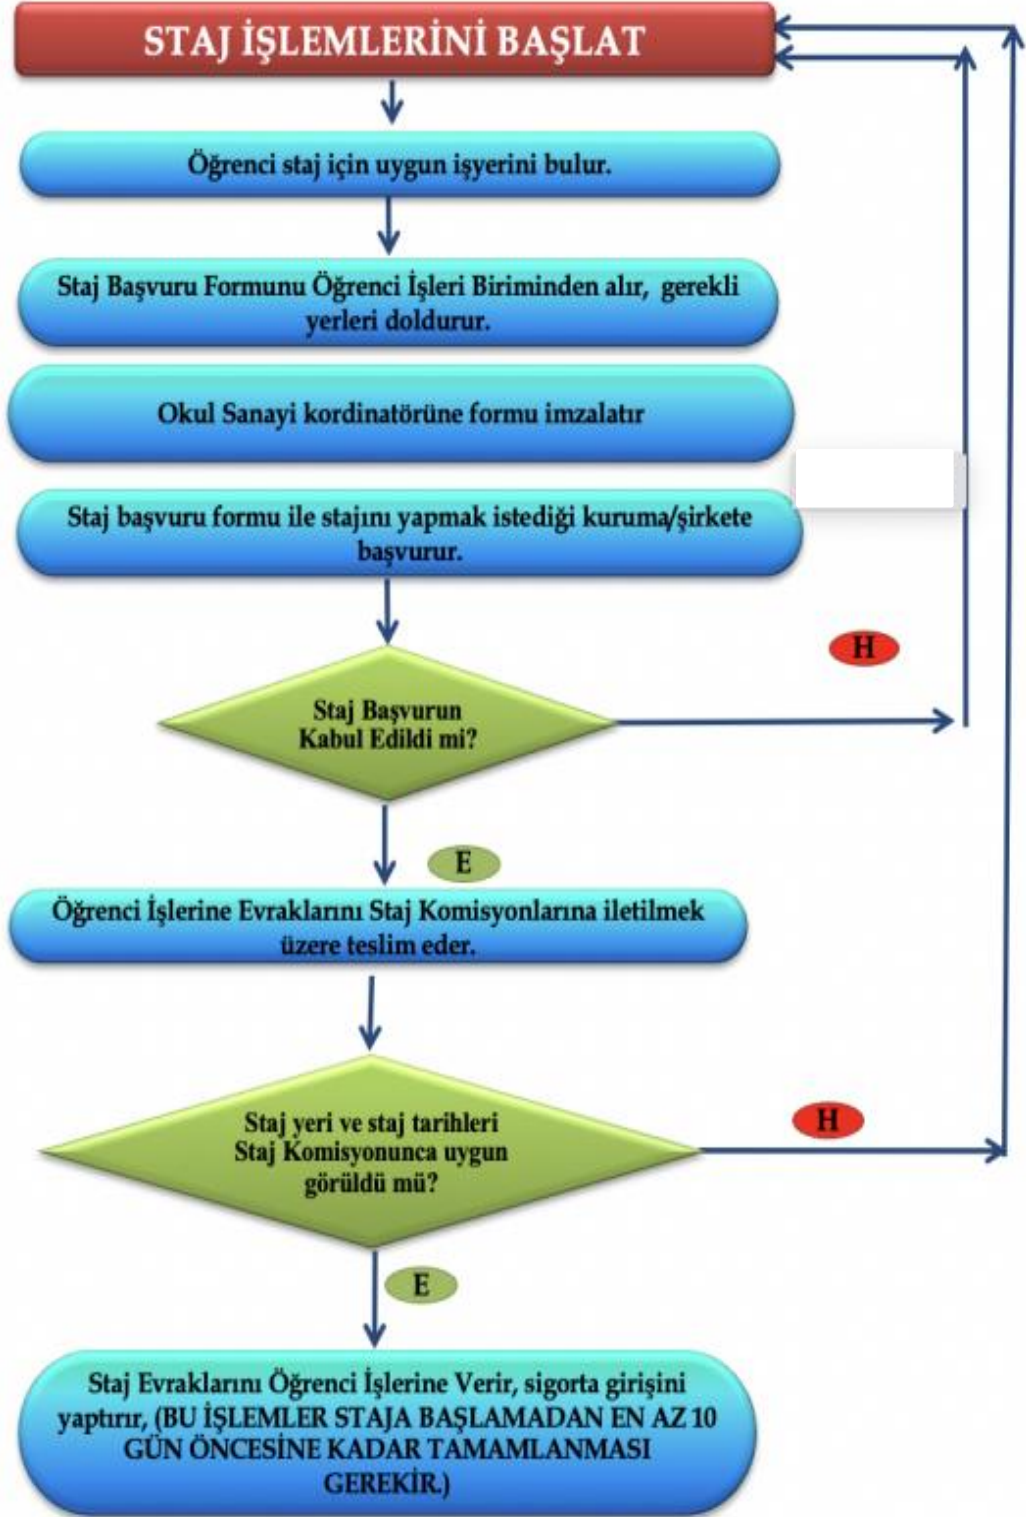 STAJ İŞLEMLERİNİ BAŞLAT
Öğrenci staj için uygun işyerini bulur.
Staj Başvuru Formunu Öğrenci İşleri Biriminden alır, gerekli
yerleri doldurur.
Okul Sanayi kordinatörüne formu imzalatır
Staj başvuru formu ile stajını yapmak istediği kuruma/şirkete
başvurur.
H
Staj Başvurun
Kabul Edildi mi?
E
Öğrenci İşlerine Evraklarını Staj Komisyonlarına iletilmek
üzere teslim eder.
H
Staj yeri ve staj tarihleri
Staj Komisyonunca uygun
görüldü mü?
E
Staj Evraklarını Öğrenci İşlerine Verir, sigorta girişini
yaptırır, (BU İŞLEMLER STAJA BAŞLAMADAN EN AZ 10
GÜN ÖNCESİNE KADAR TAMAMLANMASI
GEREKİR.)